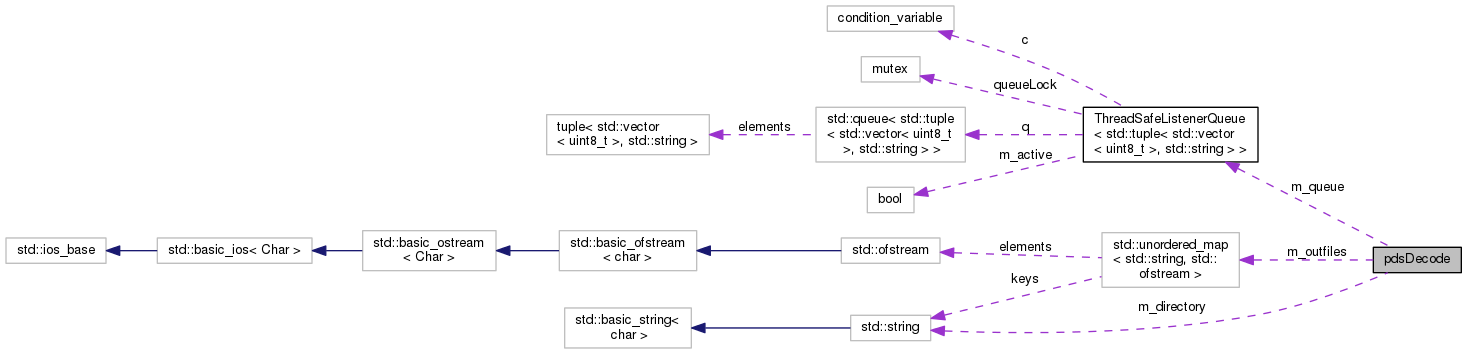 condition_variable
c
mutex
queueLock
ThreadSafeListenerQueue
< std::tuple< std::vector
< uint8_t >, std::string > >
std::queue< std::tuple
< std::vector< uint8_t
>, std::string > >
q
tuple< std::vector
< uint8_t >, std::string >
elements
m_active
bool
m_queue
std::ios_base
std::basic_ios< Char >
std::basic_ostream
< Char >
std::basic_ofstream
< char >
std::ofstream
elements
std::unordered_map
< std::string, std::
ofstream >
m_outfiles
pdsDecode
keys
m_directory
std::basic_string<
char >
std::string